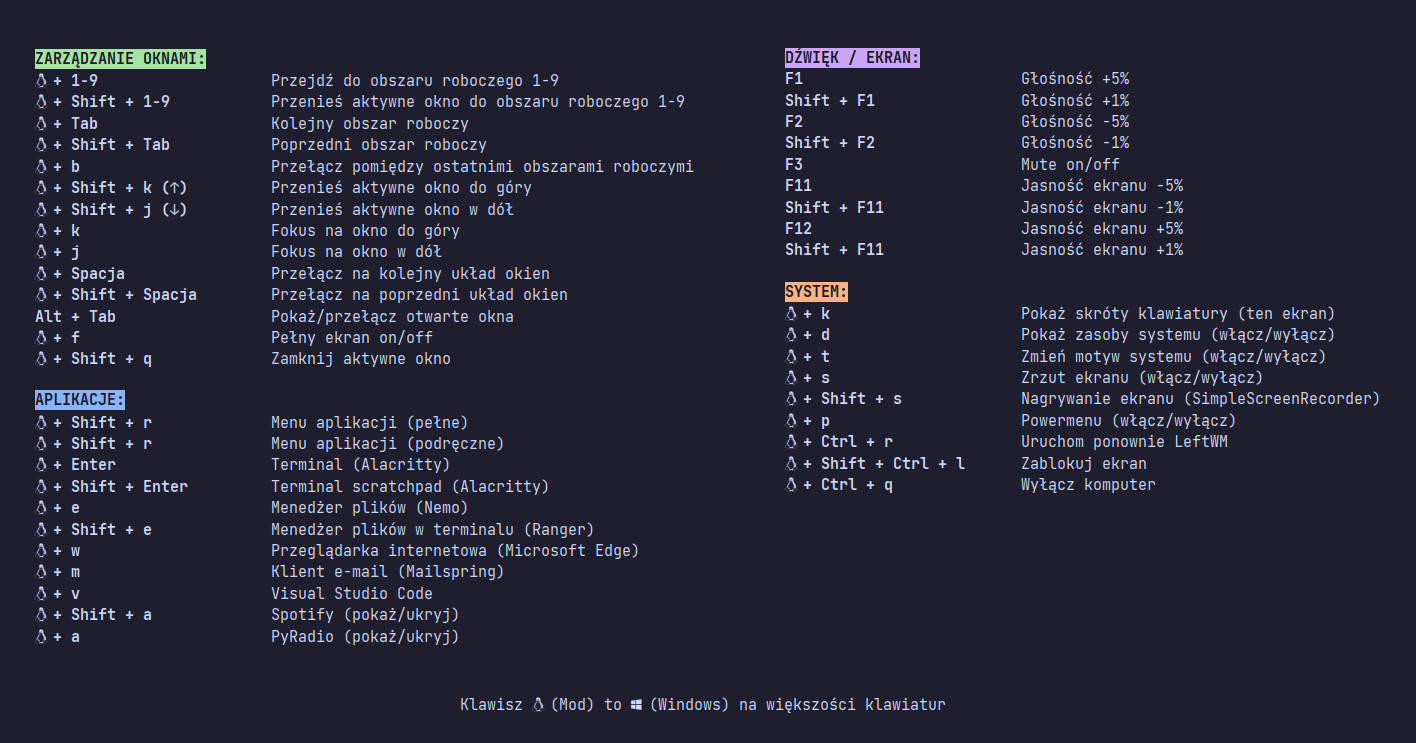 ZARZĄDZANIE OKNAMI:
+ 1-9 Przejdź do obszaru roboczego 1-9
+ Shift + 1-9 Przenieś aktywne okno do obszaru roboczego 1-9
+ Tab Kolejny obszar roboczy
+ Shift + Tab Poprzedni obszar roboczy
+ b Przełącz pomiędzy ostatnimi obszarami roboczymi
+ Shift + k (↑) Przenieś aktywne okno do góry
+ Shift + j (↓) Przenieś aktywne okno w dół
+ k Fokus na okno do góry
+ j Fokus na okno w dół
+ Spacja Przełącz na kolejny układ okien
+ Shift + Spacja Przełącz na poprzedni układ okien
Alt + Tab Pokaż/przełącz otwarte okna
+ f Pełny ekran on/off
+ Shift + q Zamknij aktywne okno
APLIKACJE:
+ Shift + r Menu aplikacji (pełne)
+ Shift + r Menu aplikacji (podręczne)
+ Enter Terminal (Alacritty)
+ Shift + Enter Terminal scratchpad (Alacritty)
+ e Menedżer plików (Nemo)
+ Shift + e Menedżer plików w terminalu (Ranger)
+ w Przeglądarka internetowa (Microsoft Edge)
+ m Klient e-mail (Mailspring)
+ v Visual Studio Code
+ Shift + a Spotify (pokaż/ukryj)
+ a PyRadio (pokaż/ukryj)
DŹWIĘK / EKRAN:
F1 Głośność +5%
Shift + F1 Głośność +1%
F2 Głośność -5%
Shift + F2 Głośność -1%
F3 Mute on/off
F11 Jasność ekranu -5%
Shift + F11 Jasność ekranu -1%
F12 Jasność ekranu +5%
Shift + F11 Jasność ekranu +1%
SYSTEM:
+ k Pokaż skróty klawiatury (ten ekran)
+ d Pokaż zasoby systemu (włącz/wyłącz)
+ t Zmień motyw systemu (włącz/wyłącz)
+ s Zrzut ekranu (włącz/wyłącz)
+ Shift + s Nagrywanie ekranu (SimpleScreenRecorder)
+ p Powermenu (włącz/wyłącz)
+ Ctrl + r Uruchom ponownie LeftWM
+ Shift + Ctrl + l Zablokuj ekran
+ Ctrl + q Wyłącz komputer
Klawisz (Mod) to (Windows) na większości klawiatur